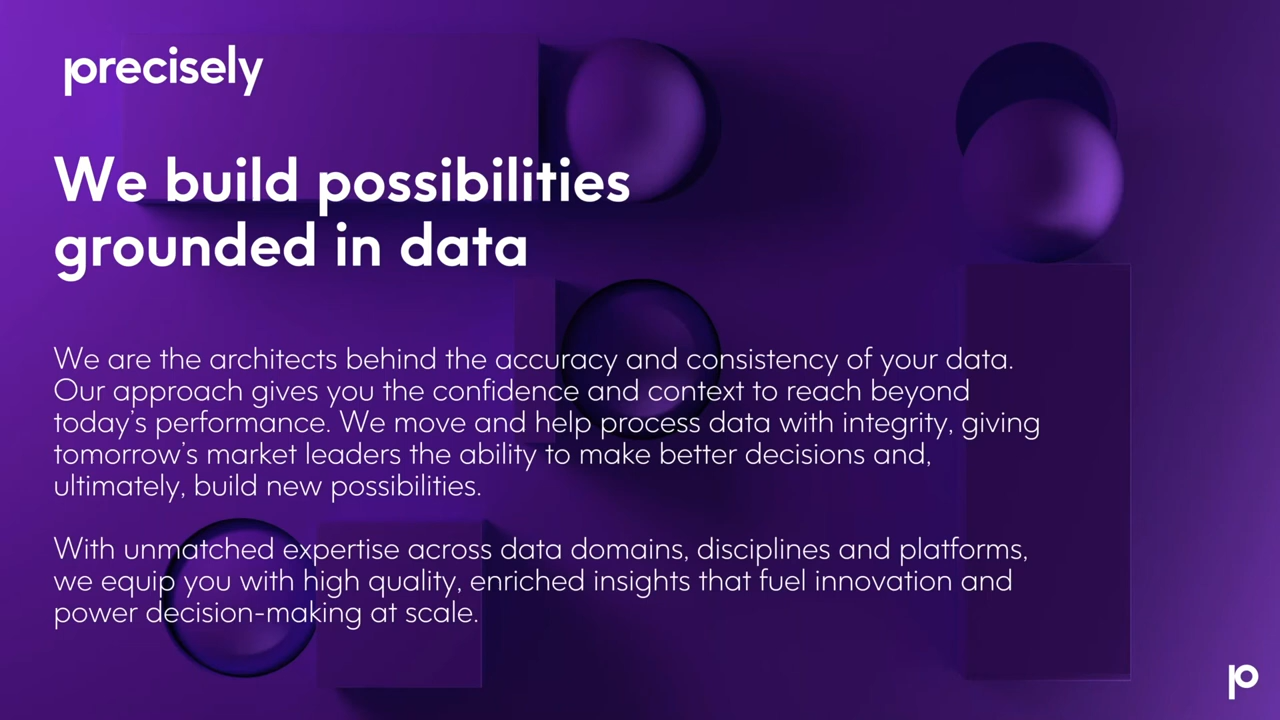 precisely
We build possibilities
grounded in data
We are the architects behind the accuracy and consistency of your data.
Our approach gives you the confidence and context to reach beyond
today’s performance. We move and help process data with integrity, giving
tomorrow’s market leaders the ability to make better decisions and,
ultimately, build new possibilities.
With unmatched expertise across data domains, disciplines and platforms,
we equip you with high quality, enriched insights that fuel innovation and
power decision-making at scale.
p